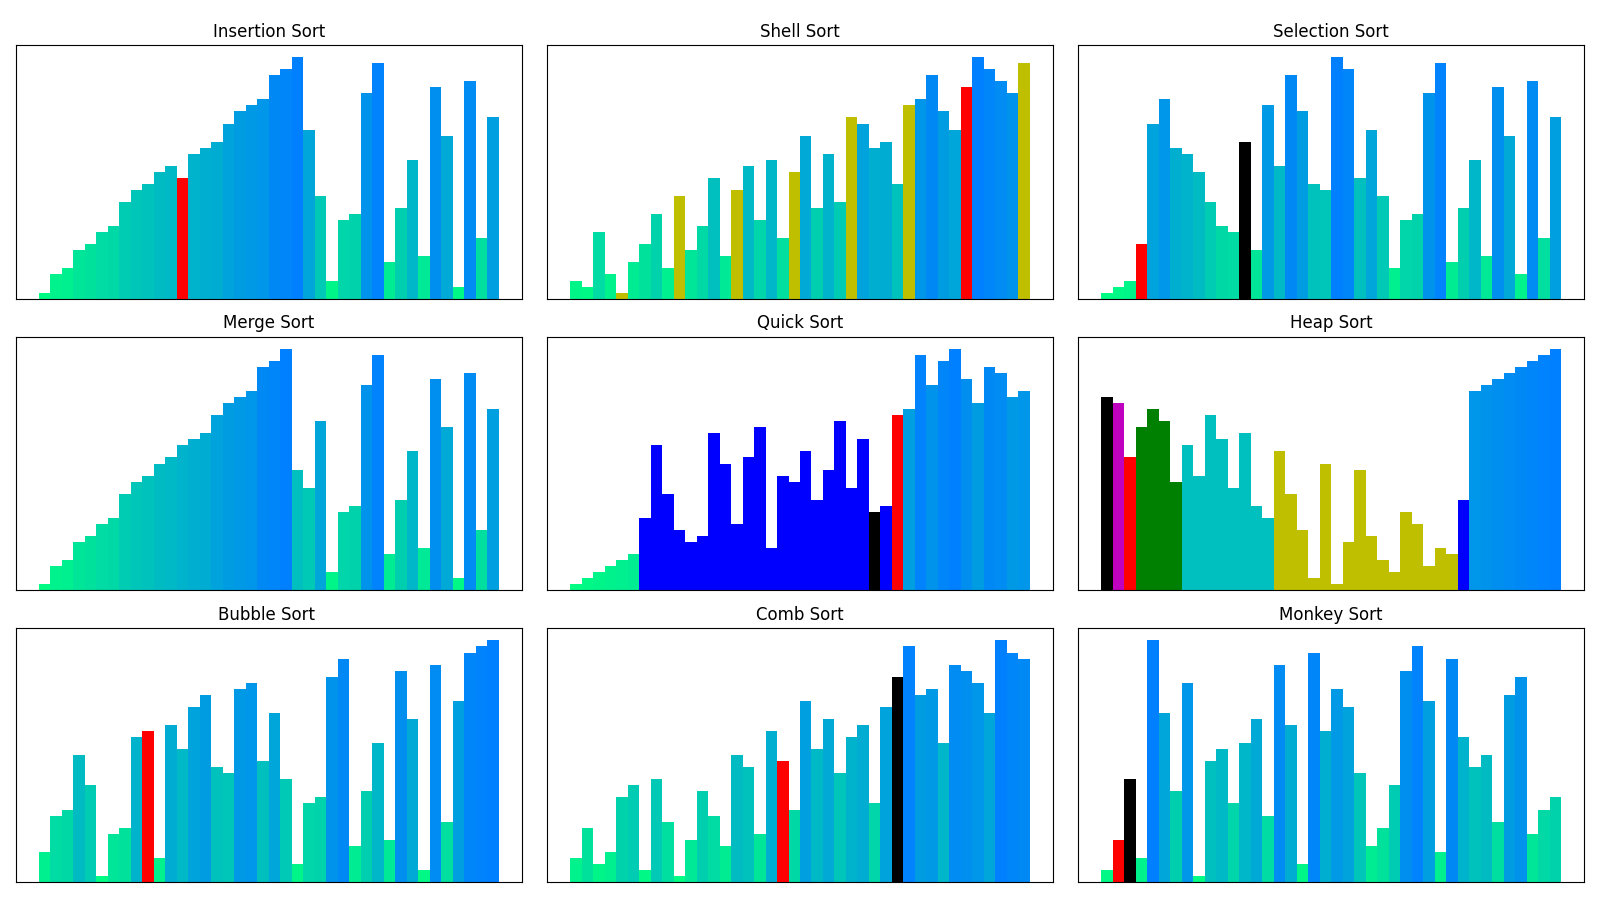 Insertion Sort
Shell Sort
Selection Sort
Merge Sort
Quick Sort
Heap Sort
Bubble Sort
Comb Sort
Monkey Sort